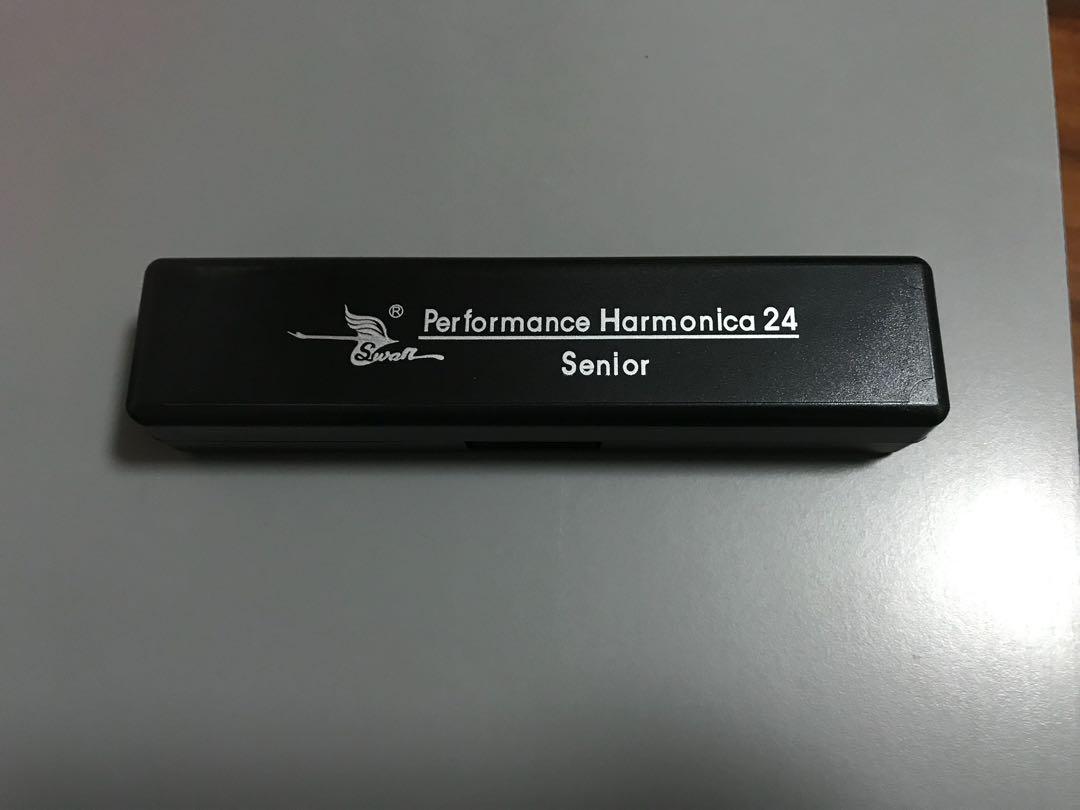 Swan ®
Performance Harmonica 24
Senior